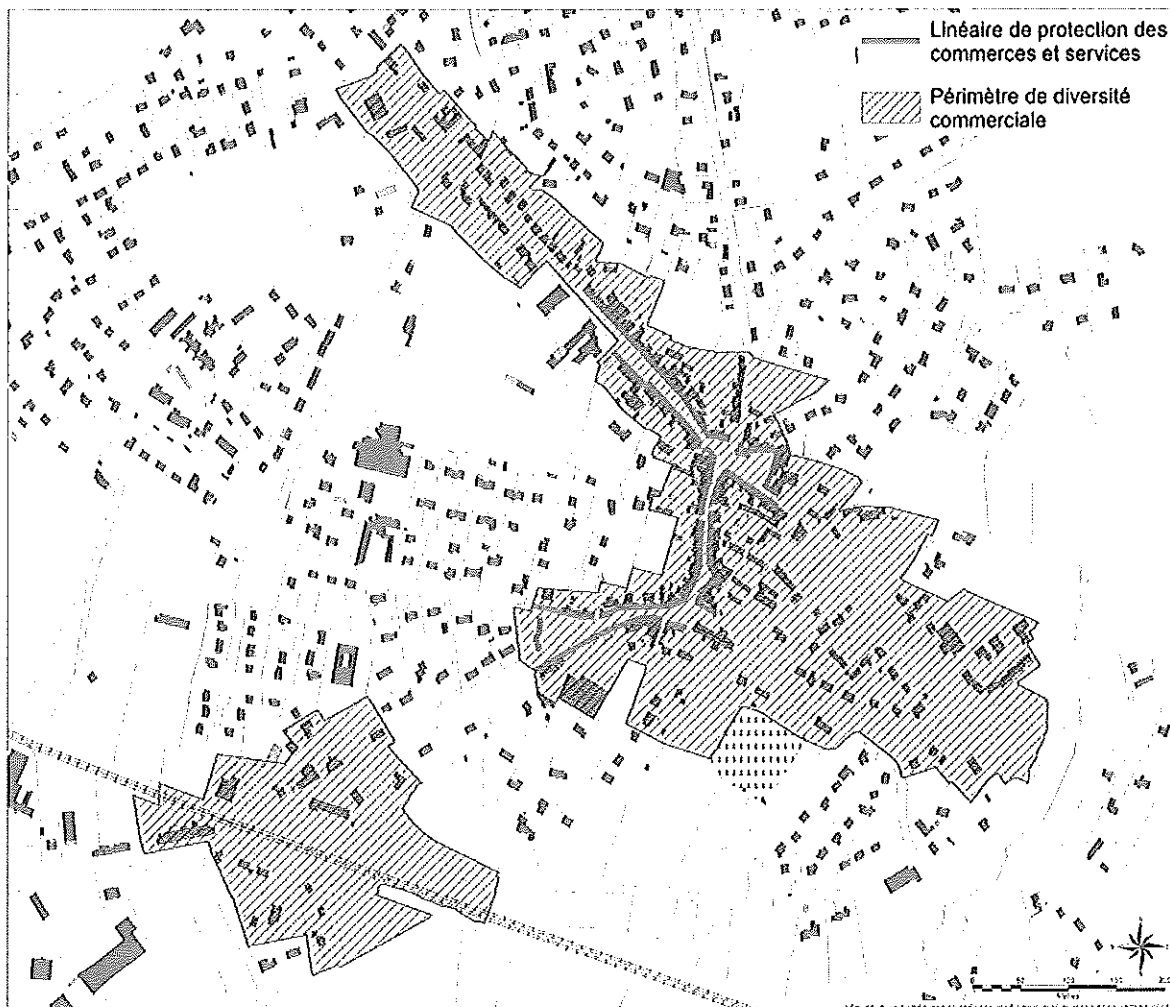 Linéaire de protection des
commerces et services
Périmètre de diversité
commerciale